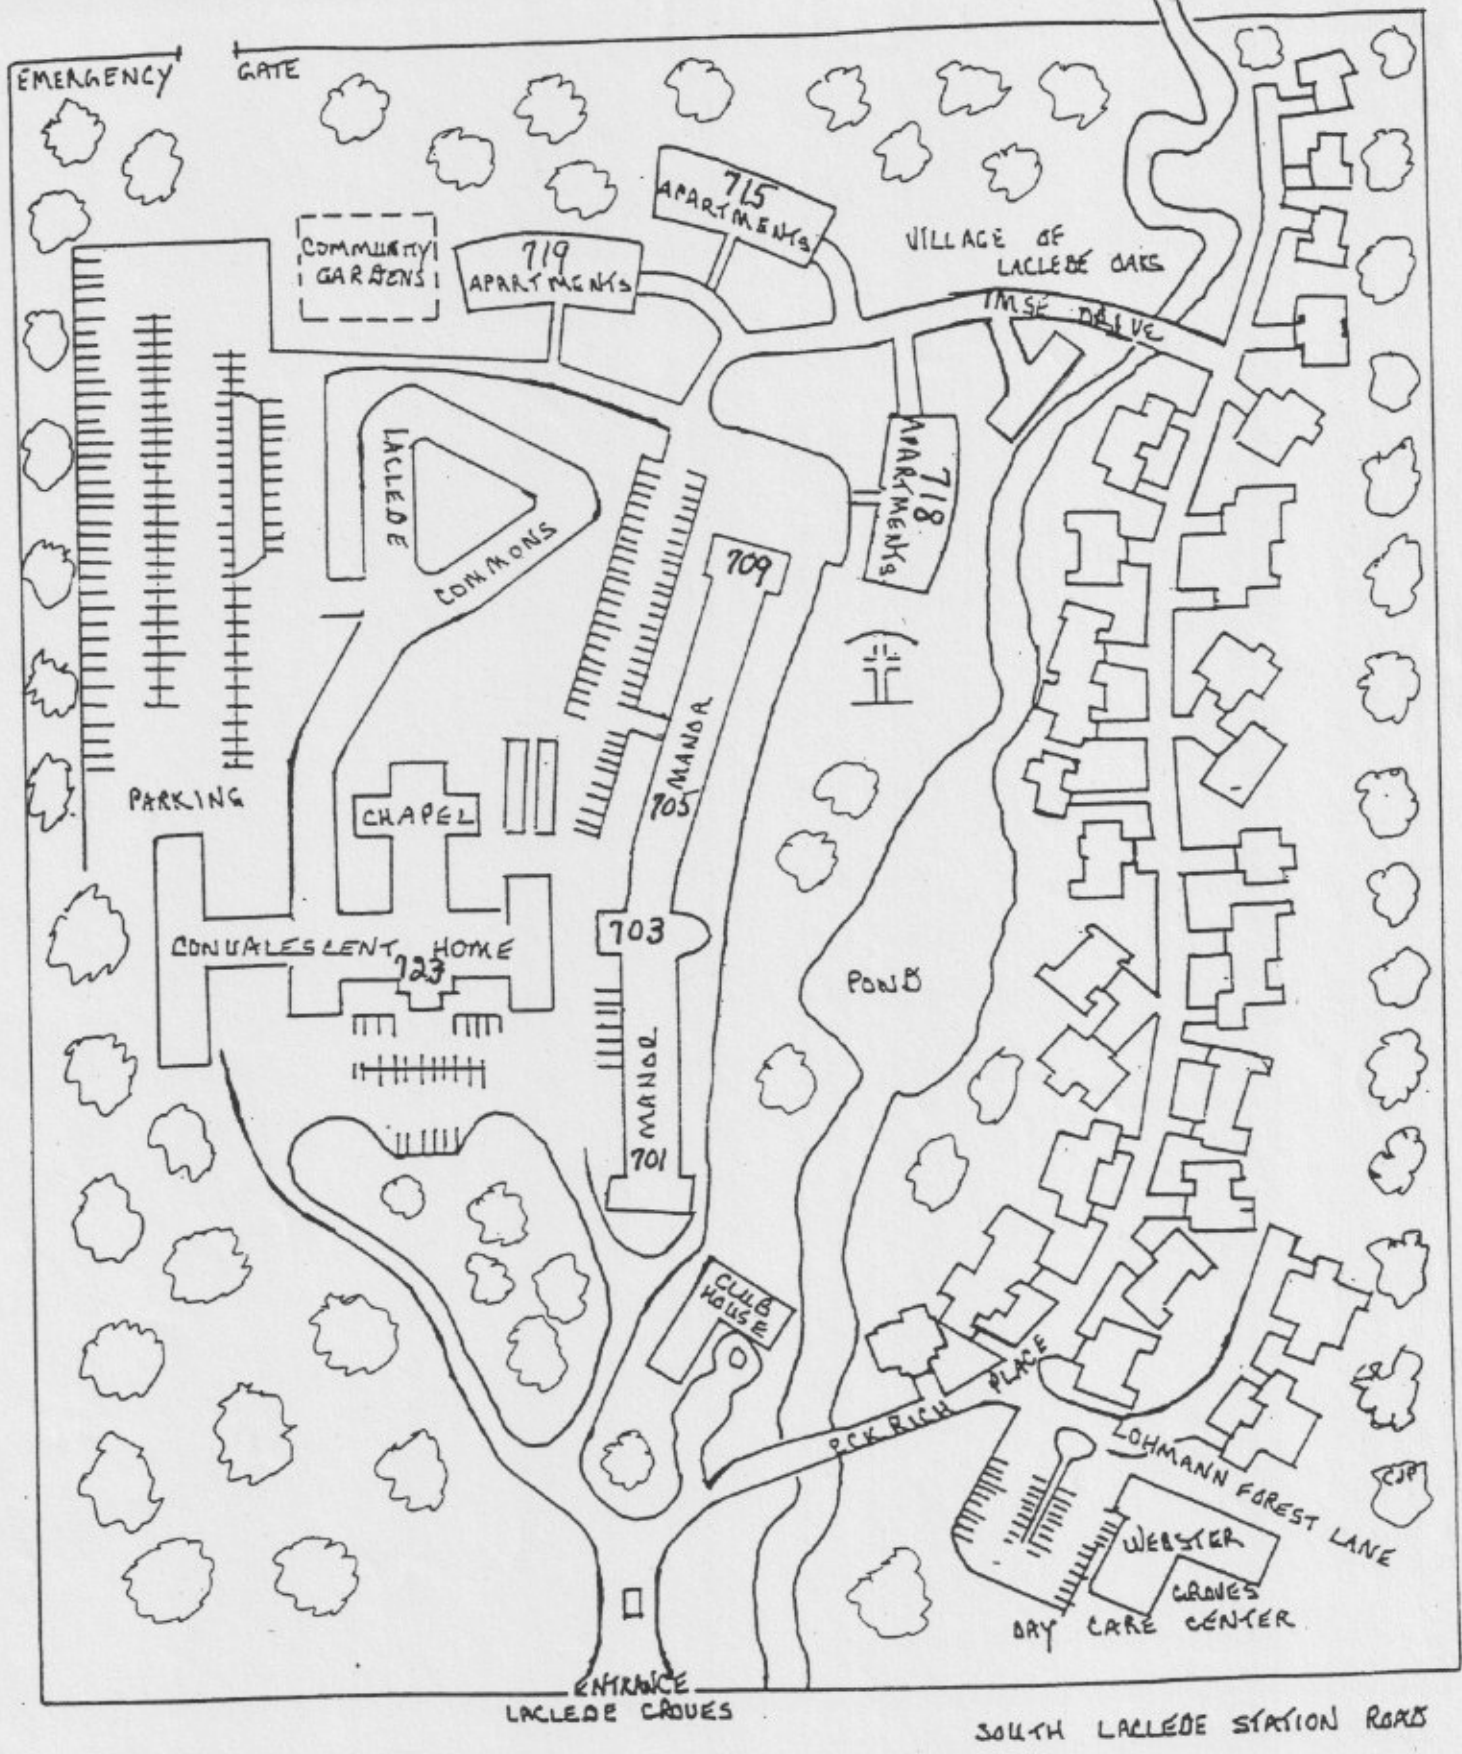 EMERGENCY GATE
715
APARTMENTS
COMMUNITY
GARDENS
719
APARTMENTS
VILLAGE OF
LACLEDE OAKS
IMSE DRIVE
LACLEDE
COMMONS
718
APARTMENTS
709
MANOR
705
PARKING
CHAPEL
703
CONVALESCENT HOME
723
POND
MANOR
701
CLUB
HOUSE
PLACE
ECKRICH
LOHMANN FOREST LANE
CJP
WEBSTER
GROVES
DAY CARE CENTER
ENTRANCE
LACLEDE GROVES
SOUTH LACLEDE STATION ROAD